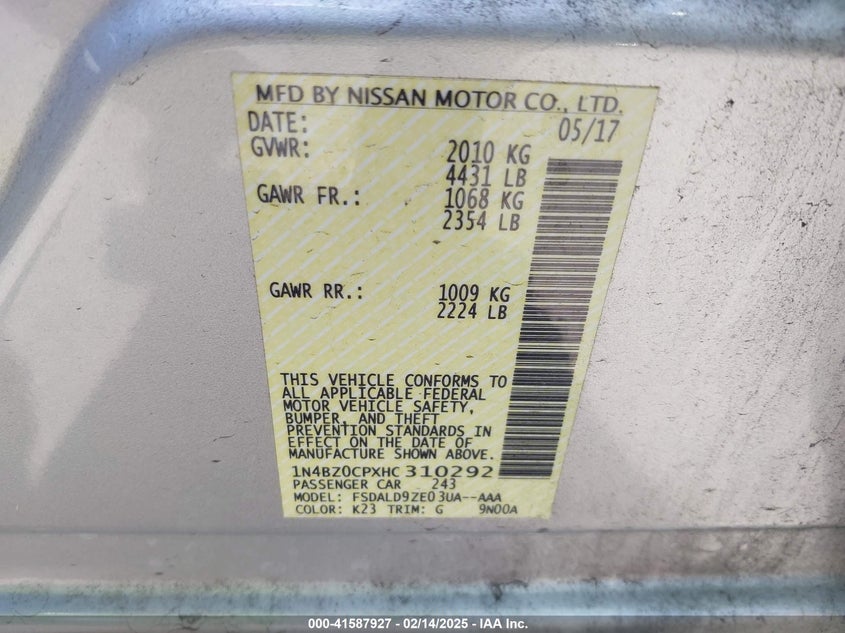 MFD BY NISSAN MOTOR CO., LTD.
DATE: 05/17
GVWR: 2010 KG
4431 LB
GAWR FR.: 1068 KG
2354 LB
GAWR RR.: 1009 KG
2224 LB
THIS VEHICLE CONFORMS TO
ALL APPLICABLE FEDERAL
MOTOR VEHICLE SAFETY,
BUMPER, AND THEFT
PREVENTION STANDARDS IN
EFFECT ON THE DATE OF
MANUFACTURE SHOWN ABOVE.
1N4BZ0CPXHC 310292
PASSENGER CAR 243
MODEL: FSDALD9ZE03UA--AAA
COLOR: K23 TRIM: G 9N00A
000-41587927 - 02/14/2025 - IAA Inc.